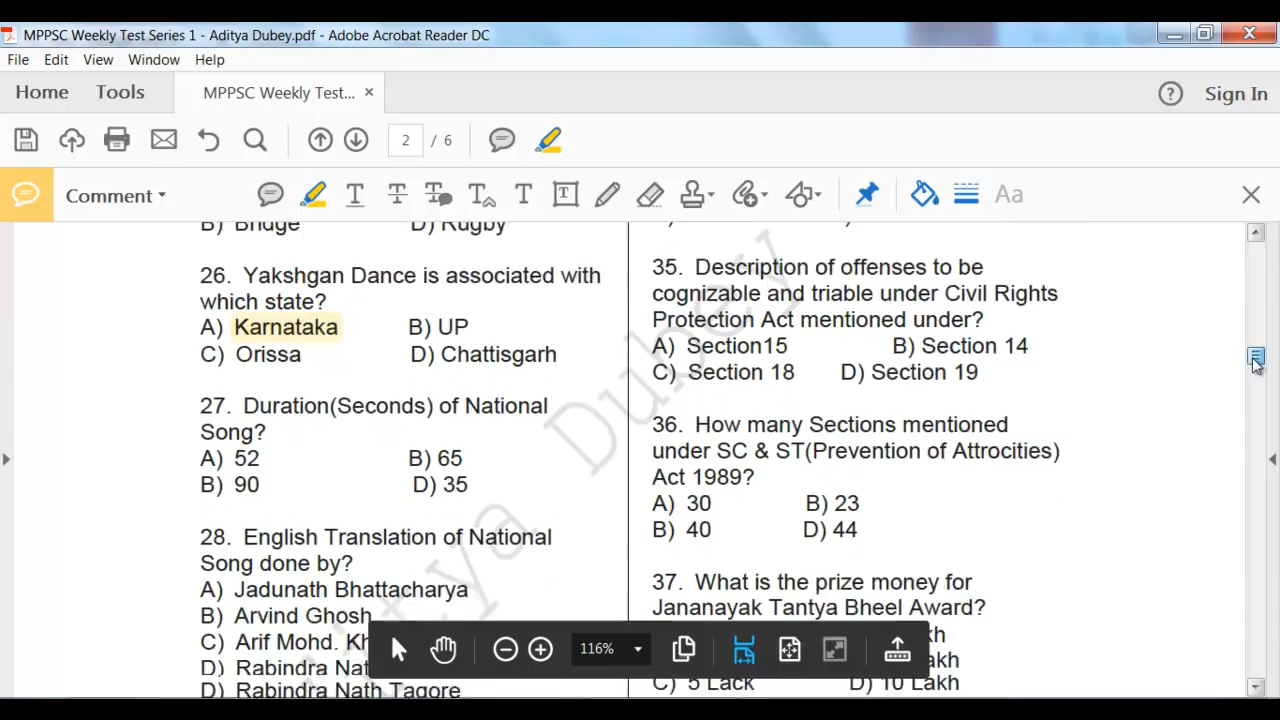 MPPSC Weekly Test Series 1 - Aditya Dubey.pdf - Adobe Acrobat Reader DC
File Edit View Window Help
Home Tools MPPSC Weekly Test... × Sign In
2 / 6
Comment
Aa
B) Bridge D) Rugby
26. Yakshgan Dance is associated with
which state?
A) Karnataka B) UP
C) Orissa D) Chattisgarh
27. Duration(Seconds) of National
Song?
A) 52 B) 65
B) 90 D) 35
28. English Translation of National
Song done by?
A) Jadunath Bhattacharya
B) Arvind Ghosh
C) Arif Mohd.
D) Rabindra
D) Rabindra Nath Tagore
35. Description of offenses to be
cognizable and triable under Civil Rights
Protection Act mentioned under?
A) Section15 B) Section 14
C) Section 18 D) Section 19
36. How many Sections mentioned
under SC & ST(Prevention of Attrocities)
Act 1989?
A) 30 B) 23
B) 40 D) 44
37. What is the prize money for
Jananayak Tantya Bheel Award?
C) 5 Lack D) 10 Lakh
116%
Aditya Dubey